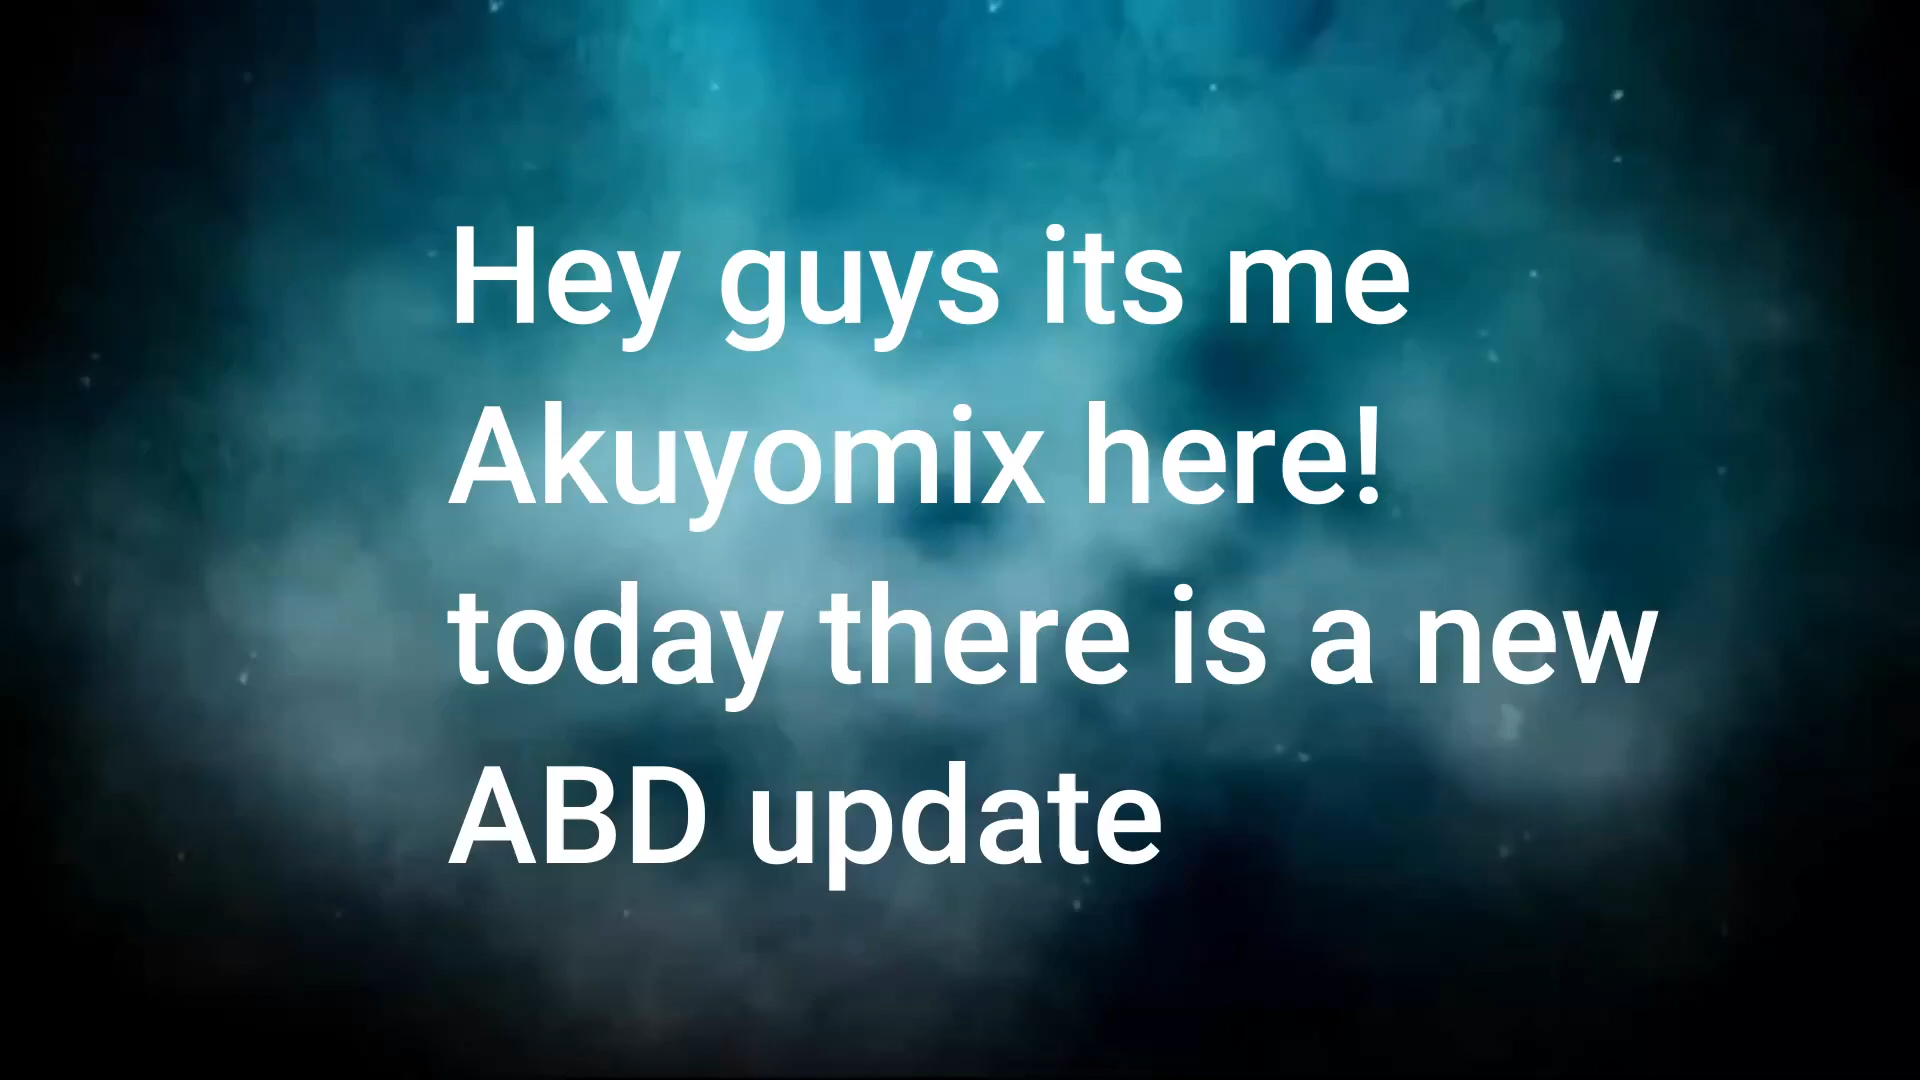 Hey guys its me
Akuyomix here!
today there is a new
ABD update